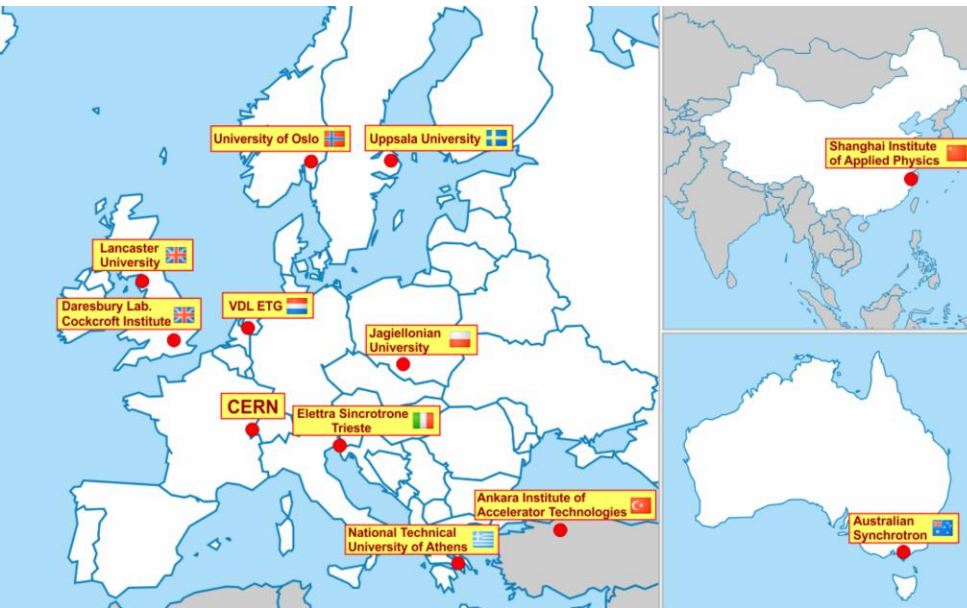 University of Oslo
Uppsala University
Shanghai Institute
of Applied Physics
Lancaster
University
Daresbury Lab.
Cockcroft Institute
VDL ETG
Jagiellonian
University
CERN
Elettra Sincrotrone
Trieste
Ankara Institute of
Accelerator Technologies
National Technical
University of Athens
Australian
Synchrotron